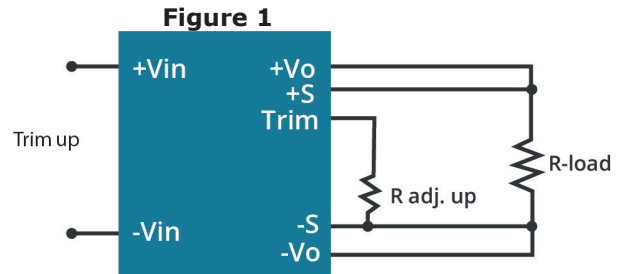 Figure 1
+Vin
+Vo
+S
Trim
Trim up
R-load
R adj. up
-S
-Vin
-Vo